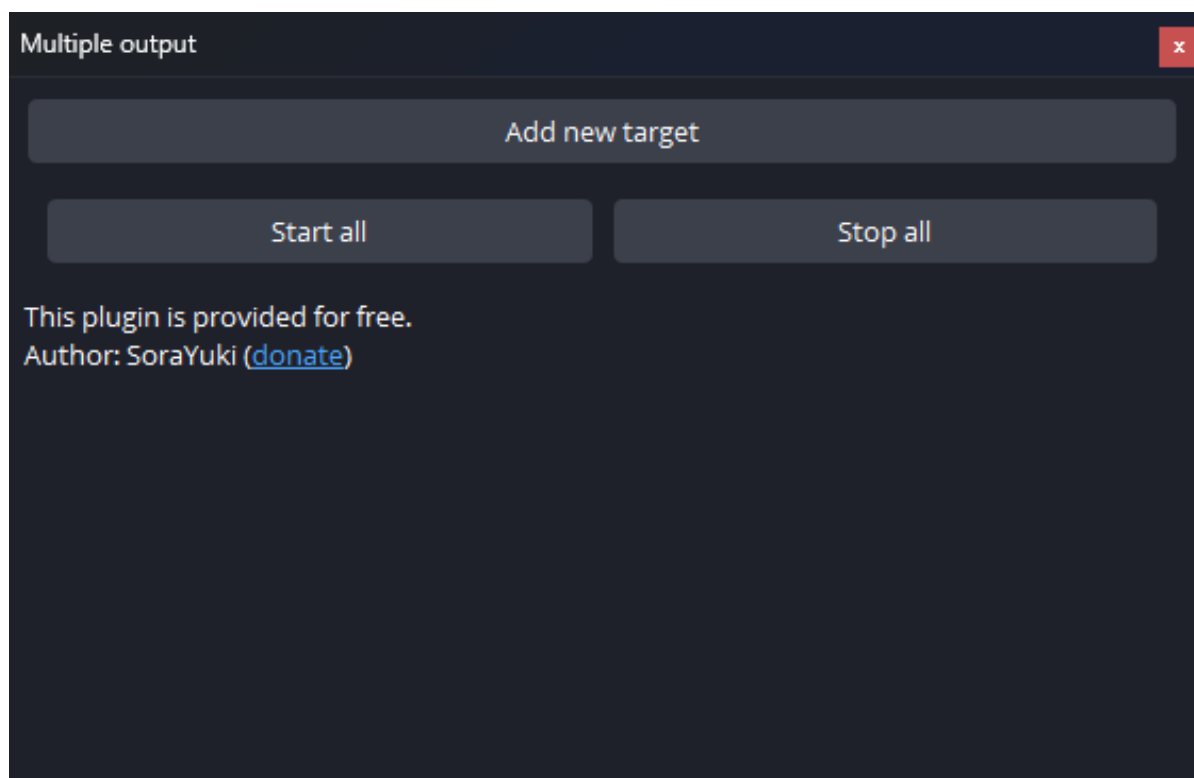 Multiple output
x
Add new target
Start all
Stop all
This plugin is provided for free.
Author: SoraYuki (donate)